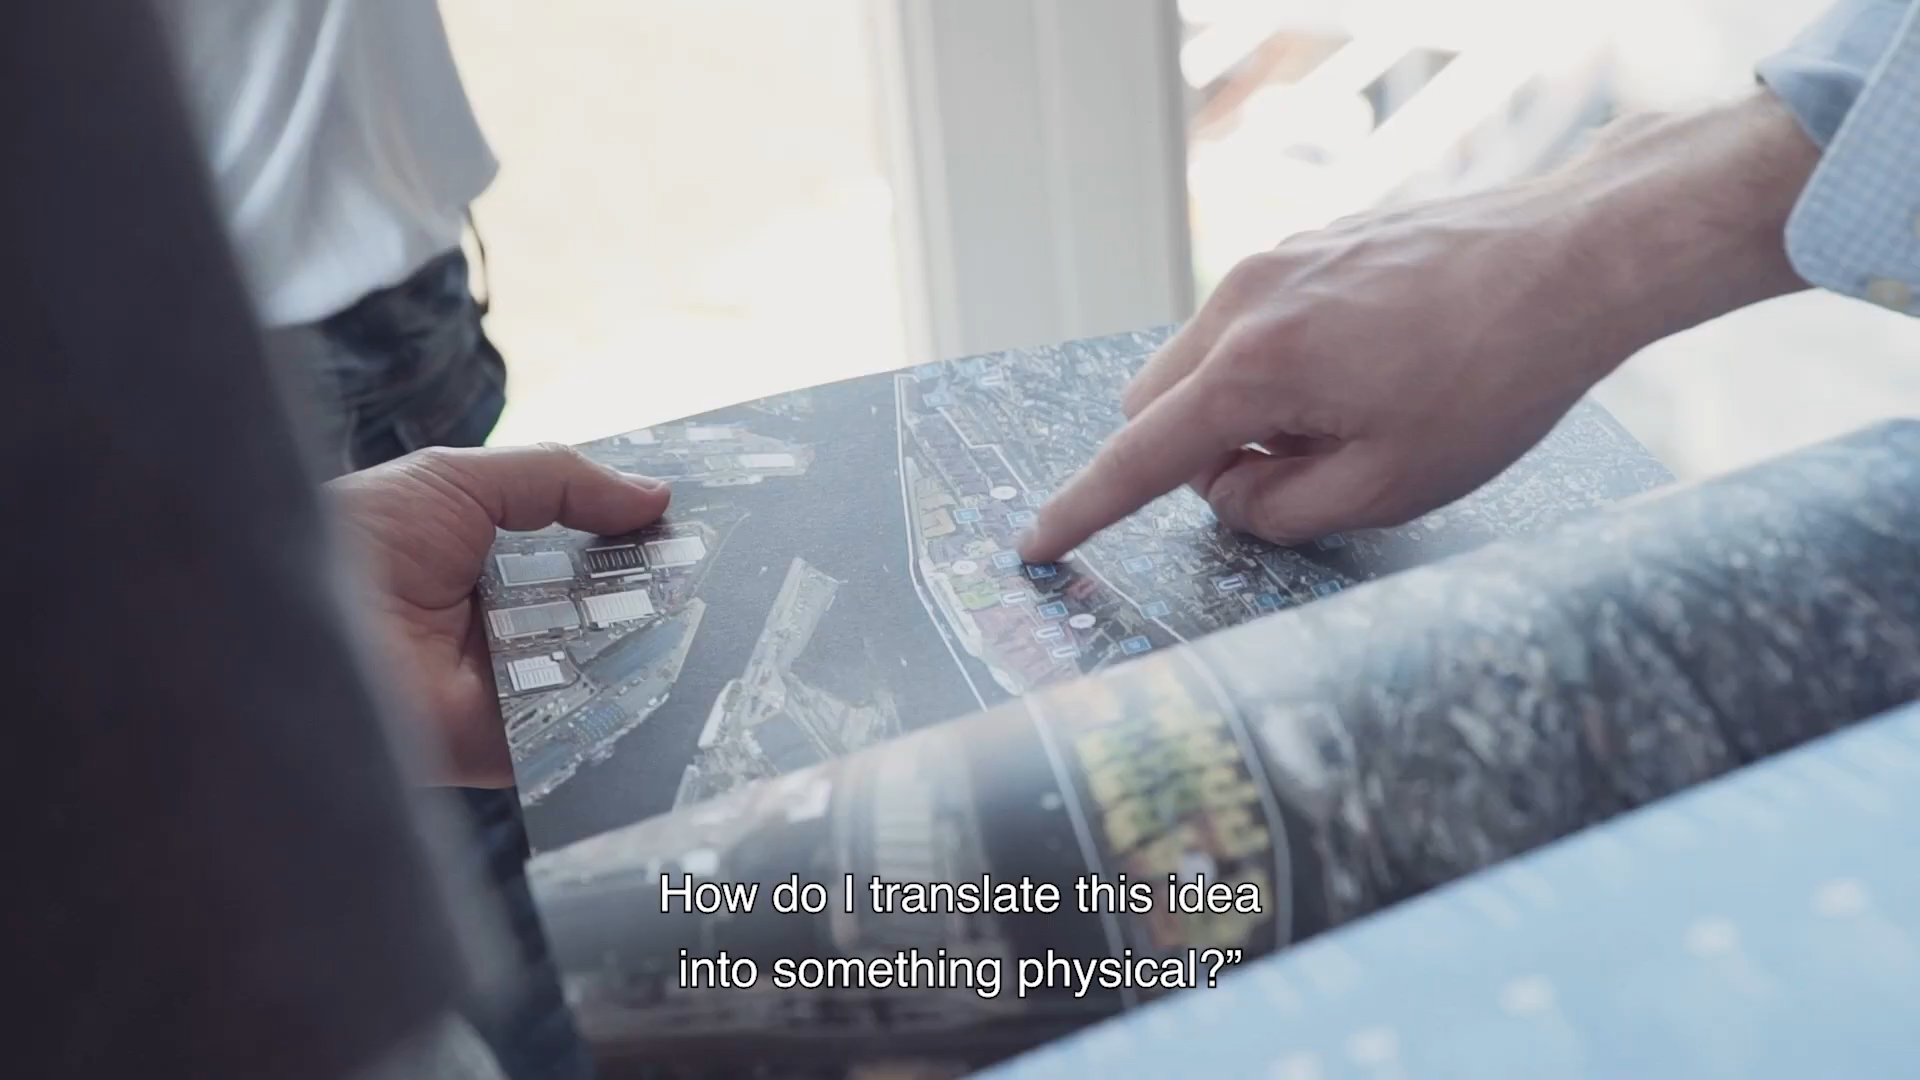 How do I translate this idea
into something physical?”